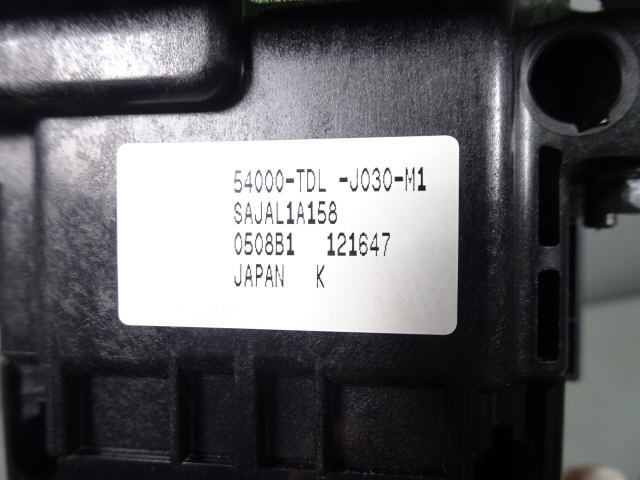 54000-TDL -J030-M1
SAJAL1A158
0508B1 121647
JAPAN K